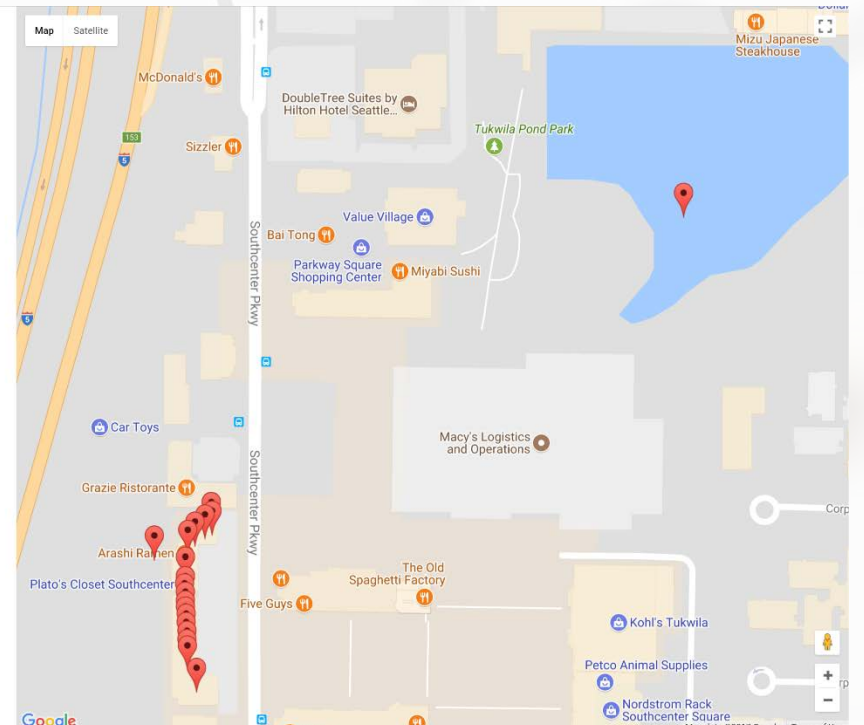 Map
Satellite
Mizu Japanese
Steakhouse
McDonald's
DoubleTree Suites by
Hilton Hotel Seattle...
153
5
Sizzler
Tukwila Pond Park
Value Village
Bai Tong
Southcenter Pkwy
Parkway Square
Shopping Center
Miyabi Sushi
5
Car Toys
Macy's Logistics
and Operations
Grazie Ristorante
Southcenter Pkwy
Corp
Arashi Ramen
Plato's Closet Southcenter
The Old
Spaghetti Factory
Five Guys
Kohl's Tukwila
Petco Animal Supplies
Nordstrom Rack
Southcenter Square
Google